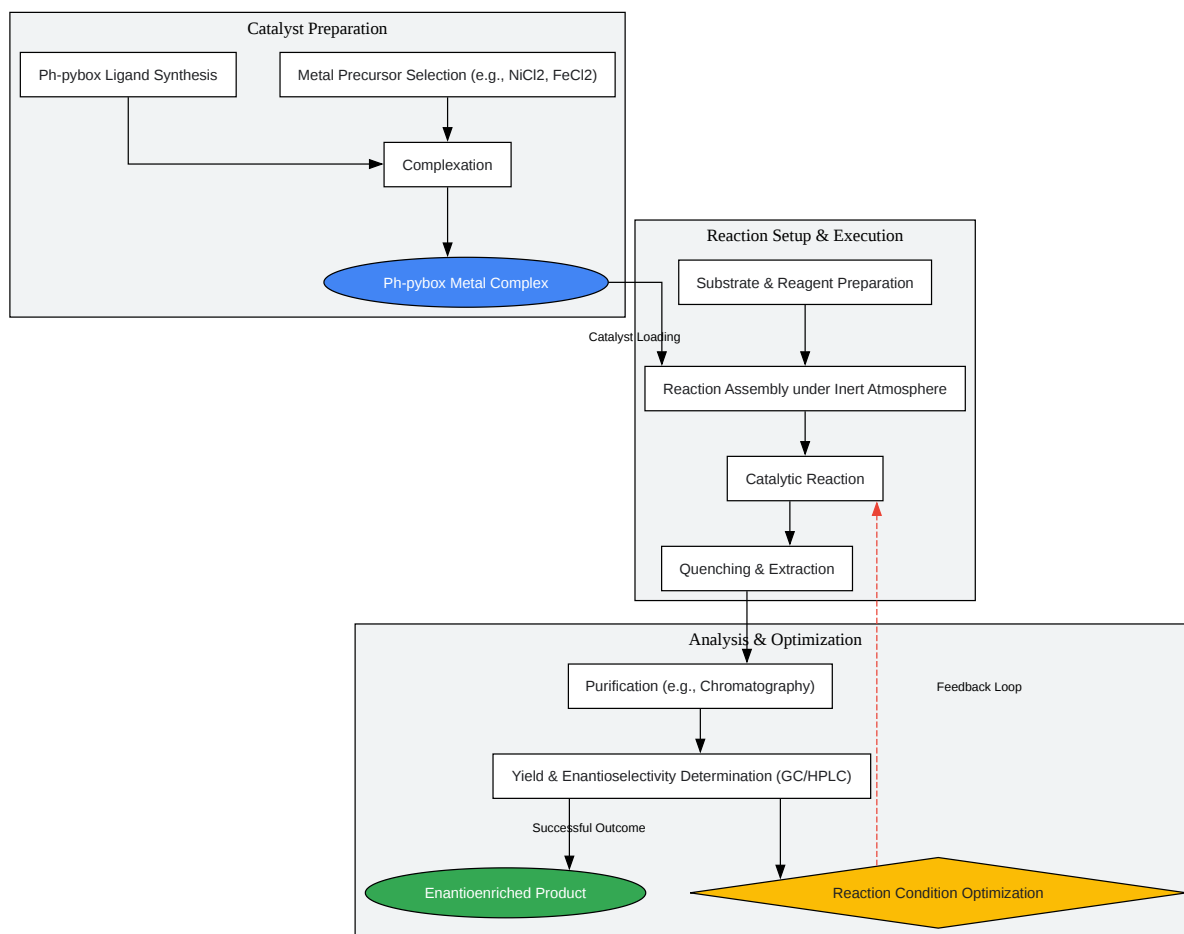 Catalyst Preparation
Ph-pybox Ligand Synthesis
Metal Precursor Selection (e.g., NiCl2, FeCl2)
Complexation
Ph-pybox Metal Complex
Catalyst Loading
Reaction Setup & Execution
Substrate & Reagent Preparation
Reaction Assembly under Inert Atmosphere
Catalytic Reaction
Quenching & Extraction
Analysis & Optimization
Purification (e.g., Chromatography)
Feedback Loop
Yield & Enantioselectivity Determination (GC/HPLC)
Successful Outcome
Enantioenriched Product
Reaction Condition Optimization